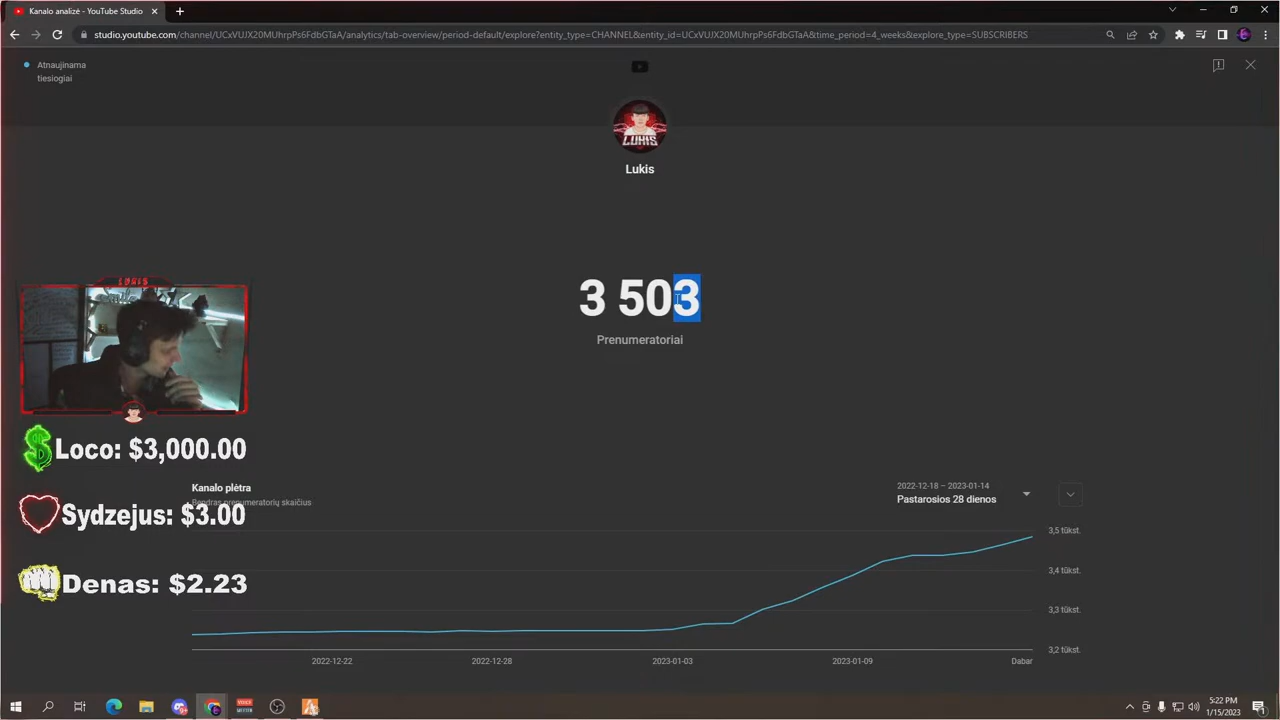 Kanalo analizė - YouTube Studio
studio.youtube.com/channel/UCxVUJX20MUhrpPs6FdbGTaA/analytics/tab-overview/period-default/explore?entity_type=CHANNEL&entity_id=UCxVUJX20MUhrpPs6FdbGTaA&time_period=4_weeks&explore_type=SUBSCRIBERS
Atnaujinama
tiesiogiai
LUKIS
Lukis
3 503
Prenumeratoriai
LUKIS
Loco: $3,000.00
Sydzejus: $3.00
Denas: $2.23
Kanalo plėtra
Bendras prenumeratorių skaičius
2022-12-18 – 2023-01-14
Pastarosios 28 dienos
3,5 tūkst.
3,4 tūkst.
3,3 tūkst.
3,2 tūkst.
2022-12-22
2022-12-28
2023-01-03
2023-01-09
Dabar
5:22 PM
1/15/2023